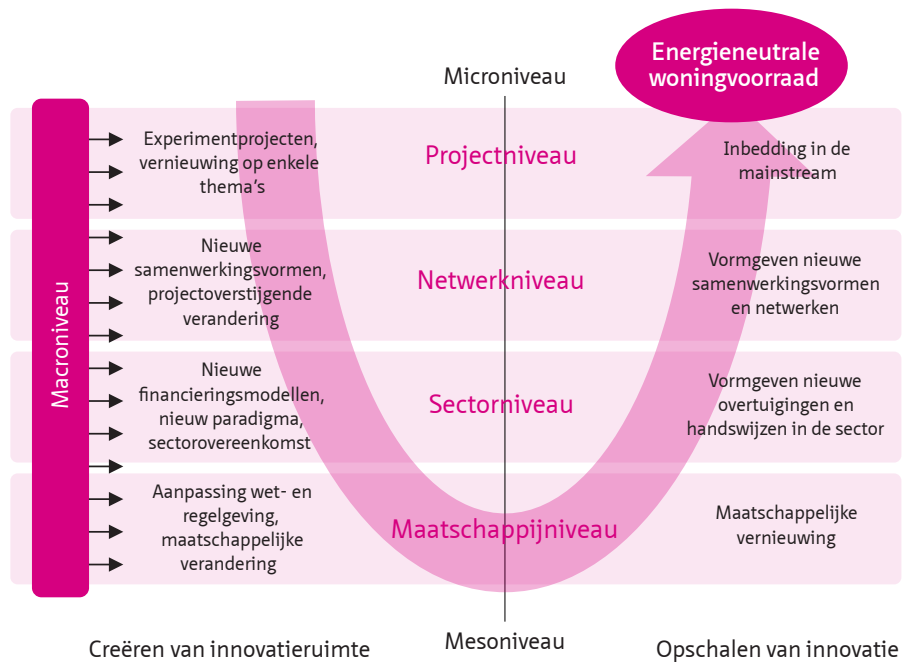 Energieneutrale
woningvoorraad
Microniveau
Macroniveau
Experimentprojecten,
vernieuwing op enkele
thema's
Projectniveau
Inbedding in de
mainstream
Nieuwe
samenwerkingsvormen,
projectoverstijgende
verandering
Netwerkniveau
Vormgeven nieuwe
samenwerkingsvormen
en netwerken
Nieuwe
financieringsmodellen,
nieuw paradigma,
sectorovereenkomst
Sectorniveau
Vormgeven nieuwe
overtuigingen en
handswijzen in de sector
Aanpassing wet- en
regelgeving,
maatschappelijke
verandering
Maatschappijniveau
Maatschappelijke
vernieuwing
Creëren van innovatieruimte
Mesoniveau
Opschalen van innovatie